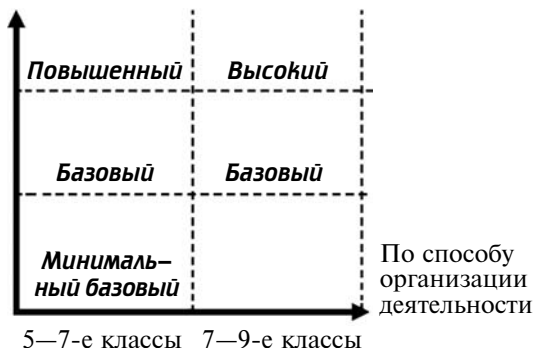 Повышенный Высокий
Базовый Базовый
Минималь–
ный базовый
По способу
организации
деятельности
5—7-е классы 7—9-е классы